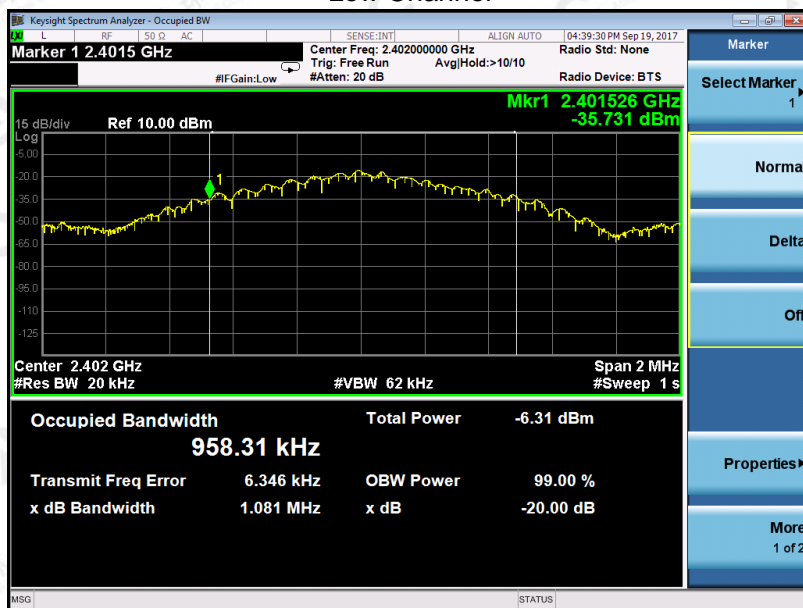 Keysight Spectrum Analyzer - Occupied BW
LXI L RF 50 Ω AC SENSE:INT ALIGN AUTO 04:39:30 PM Sep 19, 2017
Marker 1 2.4015 GHz
Center Freq: 2.402000000 GHz Radio Std: None
Trig: Free Run Avg|Hold:>10/10
#IFGain:Low #Atten: 20 dB Radio Device: BTS
Mkr1 2.401526 GHz
-35.731 dBm
15 dB/div Ref 10.00 dBm
Log
-5.00
-20.0
1
-35.0
-50.0
-65.0
-80.0
-95.0
-110
-125
Center 2.402 GHz Span 2 MHz
#Res BW 20 kHz #VBW 62 kHz #Sweep 1 s
Occupied Bandwidth Total Power -6.31 dBm
958.31 kHz
Transmit Freq Error 6.346 kHz OBW Power 99.00 %
x dB Bandwidth 1.081 MHz x dB -20.00 dB
MSG STATUS
Marker
Select Marker
1
Normal
Delta
Off
Properties
More
1 of 2